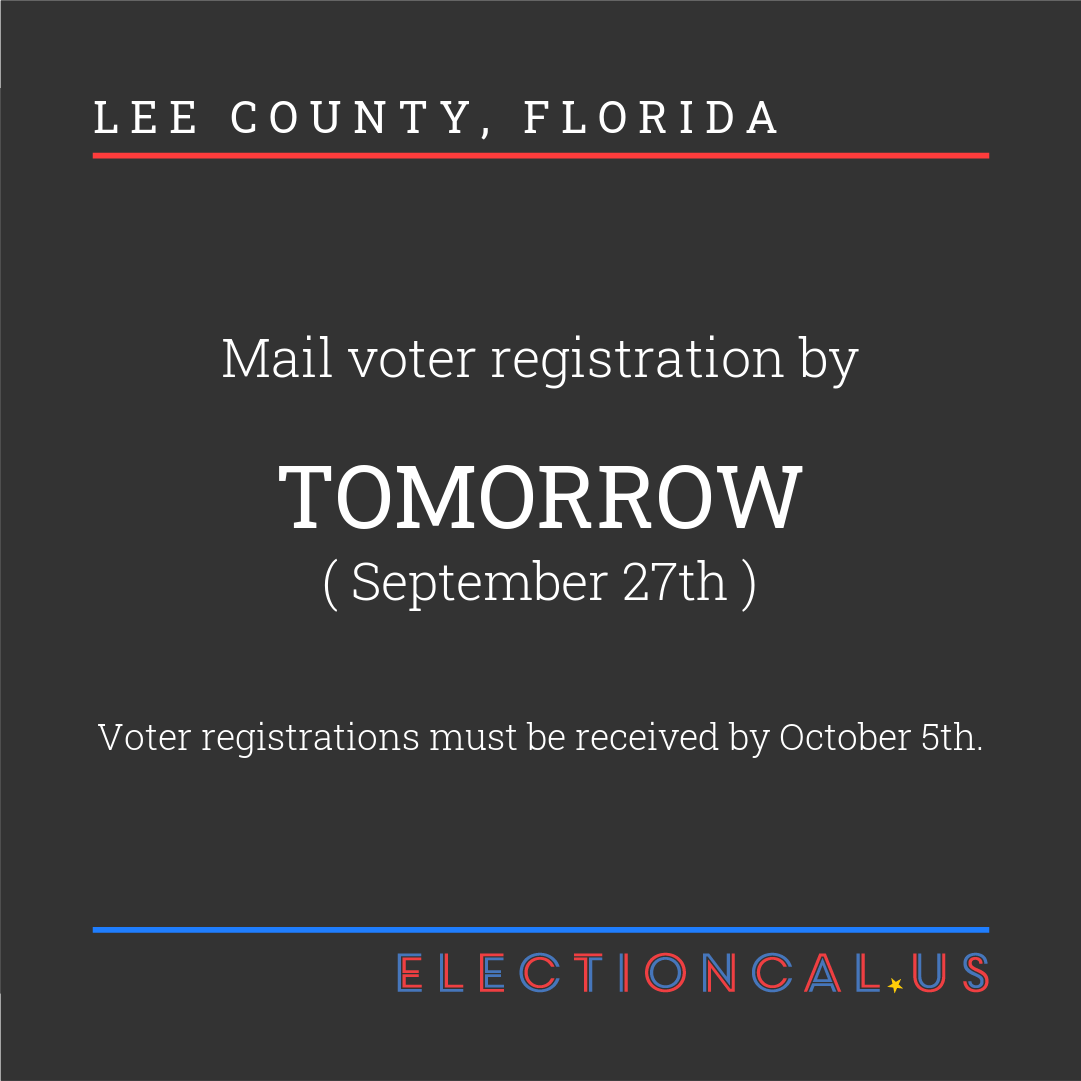 LEE COUNTY, FLORIDA
Mail voter registration by
TOMORROW
( September 27th )
Voter registrations must be received by October 5th.
ELECTIONCAL.US